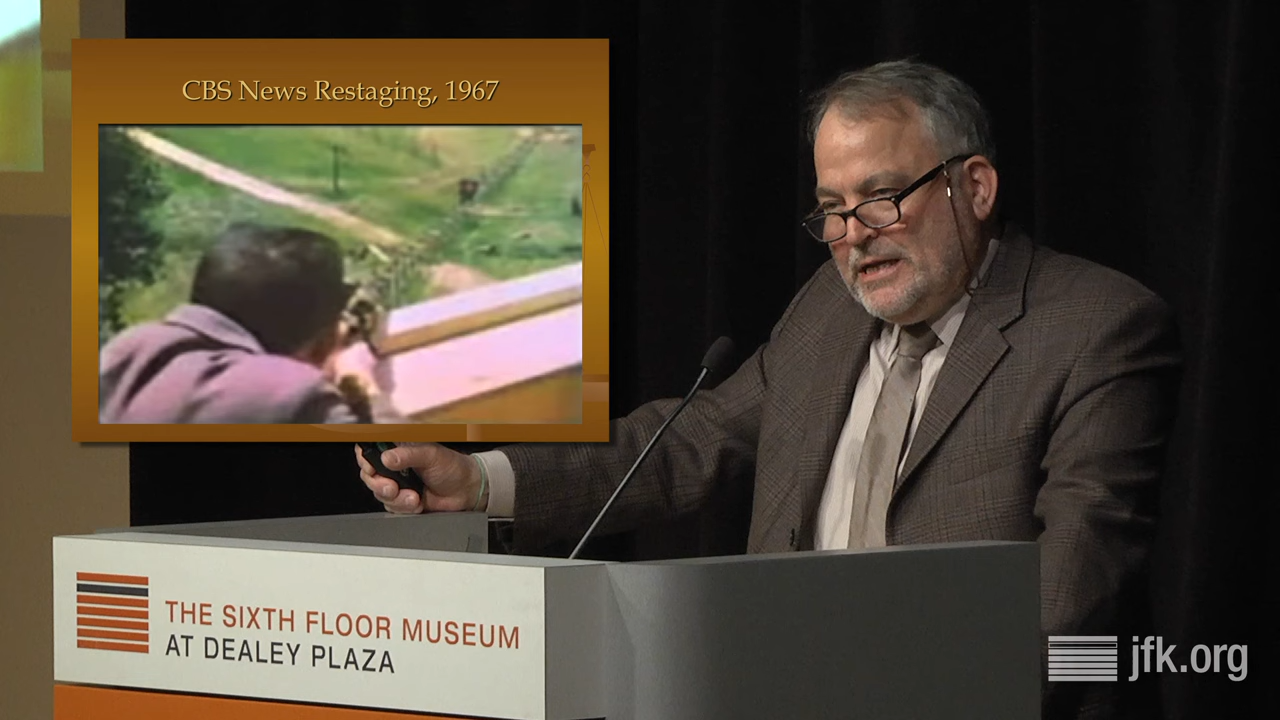 CBS News Restaging, 1967
THE SIXTH FLOOR MUSEUM
AT DEALEY PLAZA
jfk.org